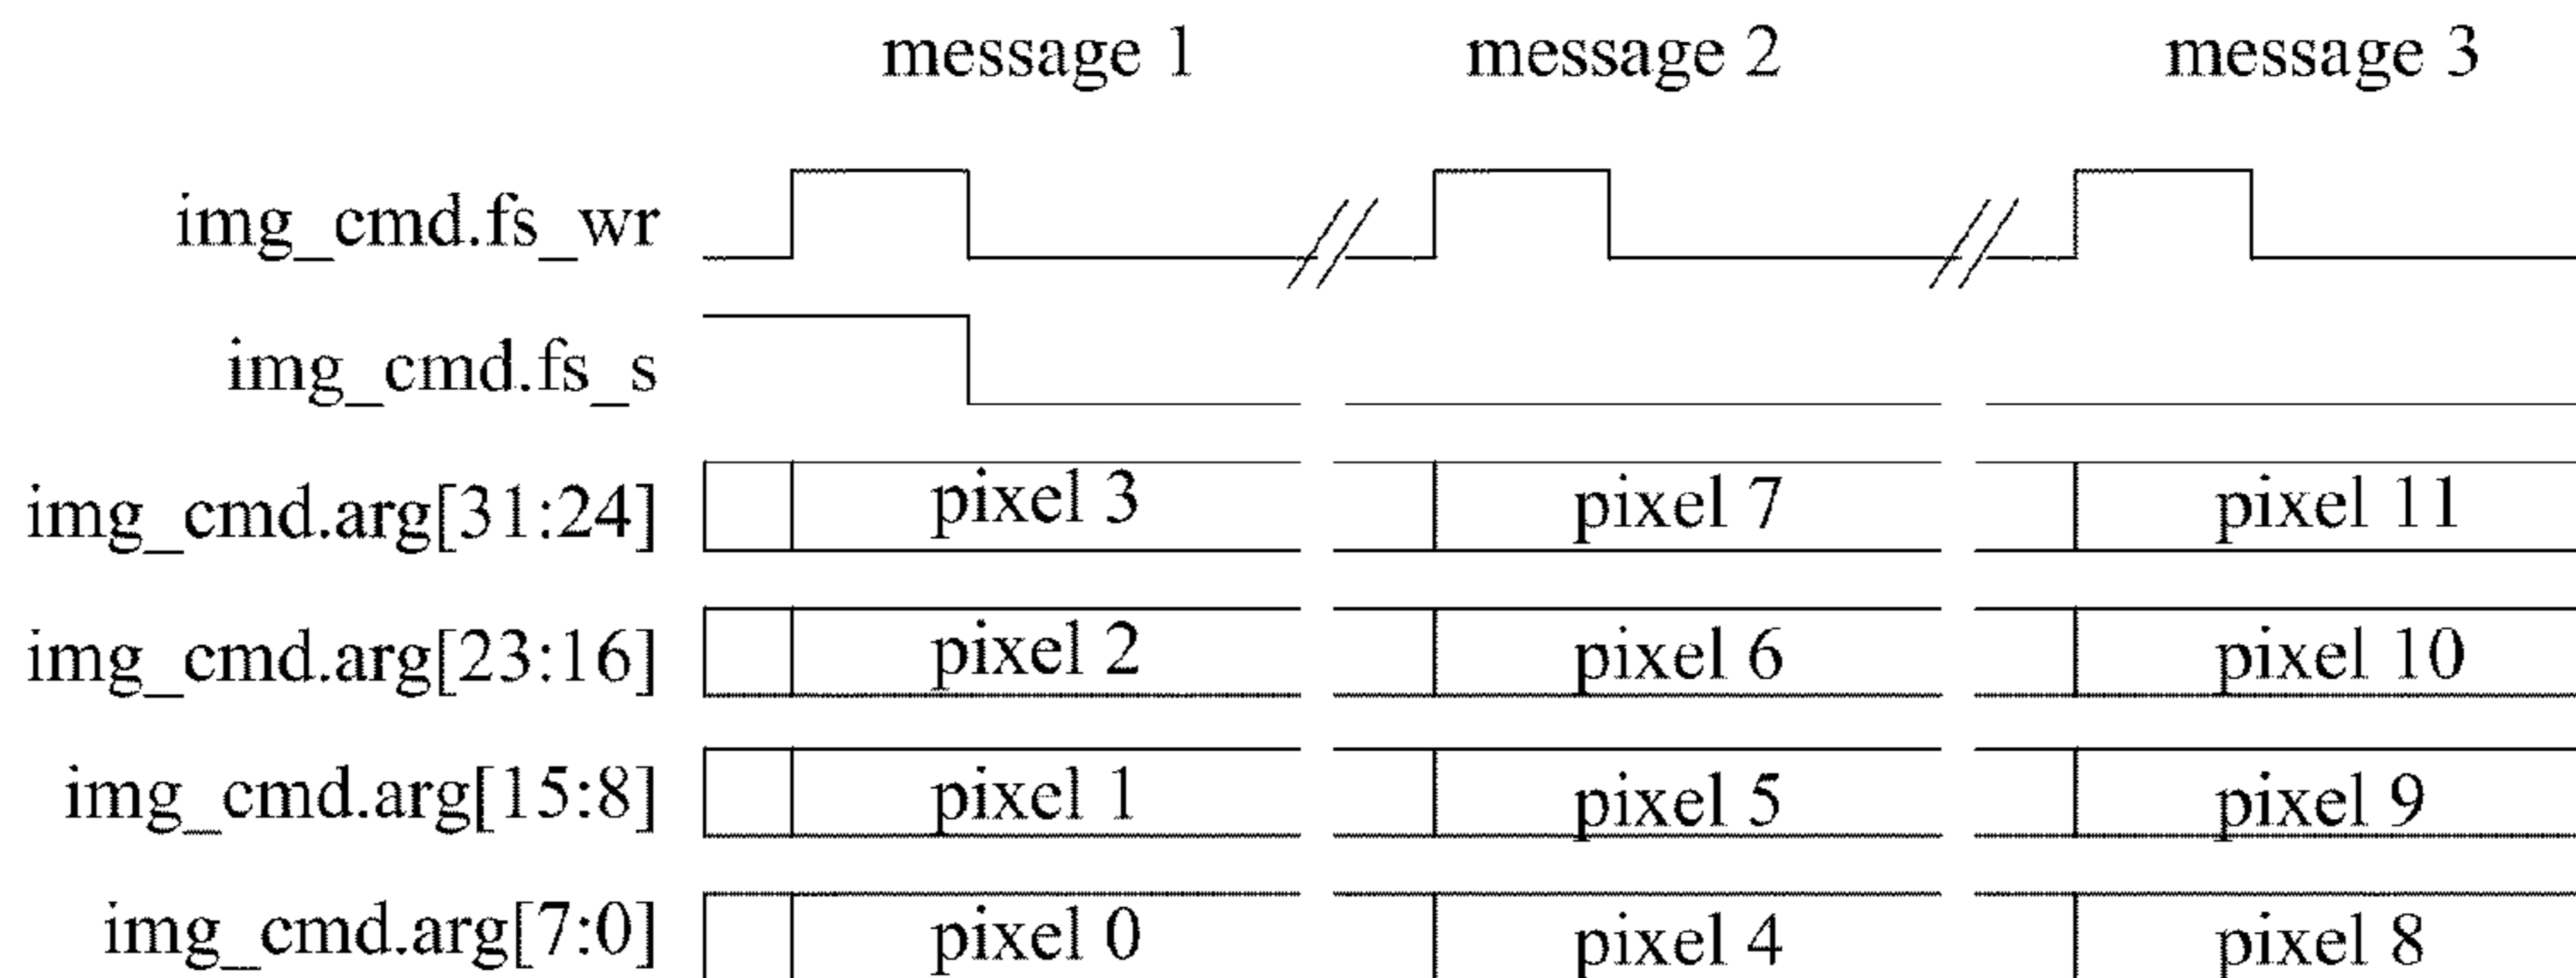 message 1 message 2 message 3
img_cmd.fs_wr
img_cmd.fs_s
img_cmd.arg[31:24] pixel 3 pixel 7 pixel 11
img_cmd.arg[23:16] pixel 2 pixel 6 pixel 10
img_cmd.arg[15:8] pixel 1 pixel 5 pixel 9
img_cmd.arg[7:0] pixel 0 pixel 4 pixel 8